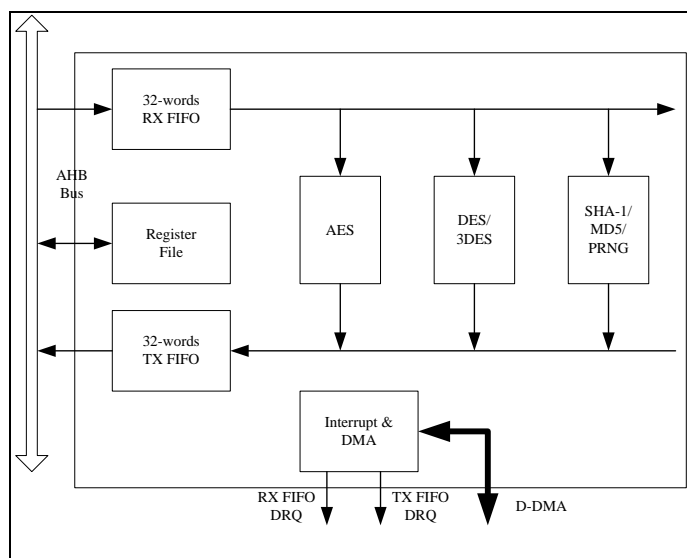 32-words
RX FIFO
AHB
Bus
Register
File
AES
DES/
3DES
SHA-1/
MD5/
PRNG
32-words
TX FIFO
Interrupt &
DMA
RX FIFO
DRQ
TX FIFO
DRQ
D-DMA